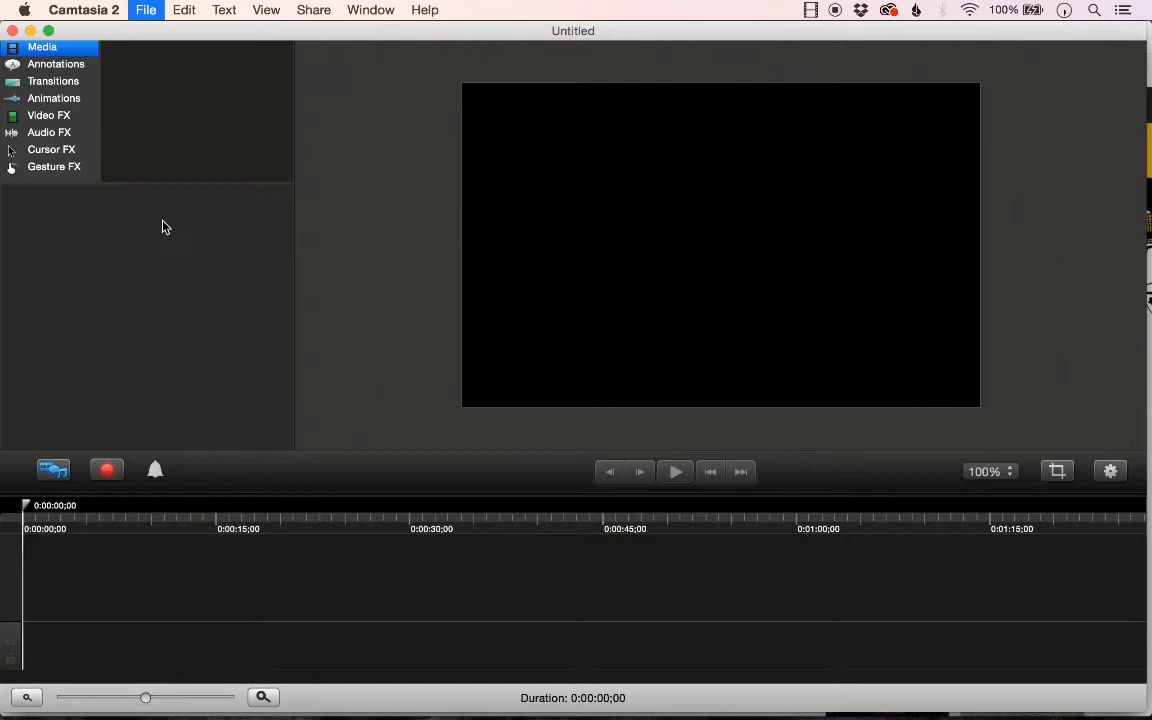 Camtasia 2 File Edit Text View Share Window Help 100%
Untitled
Media
Annotations
Transitions
Animations
Video FX
Audio FX
Cursor FX
Gesture FX
100%
0:00:00;00
0:00:00;00 0:00:15;00 0:00:30;00 0:00:45;00 0:01:00;00 0:01:15;00
Duration: 0:00:00;00